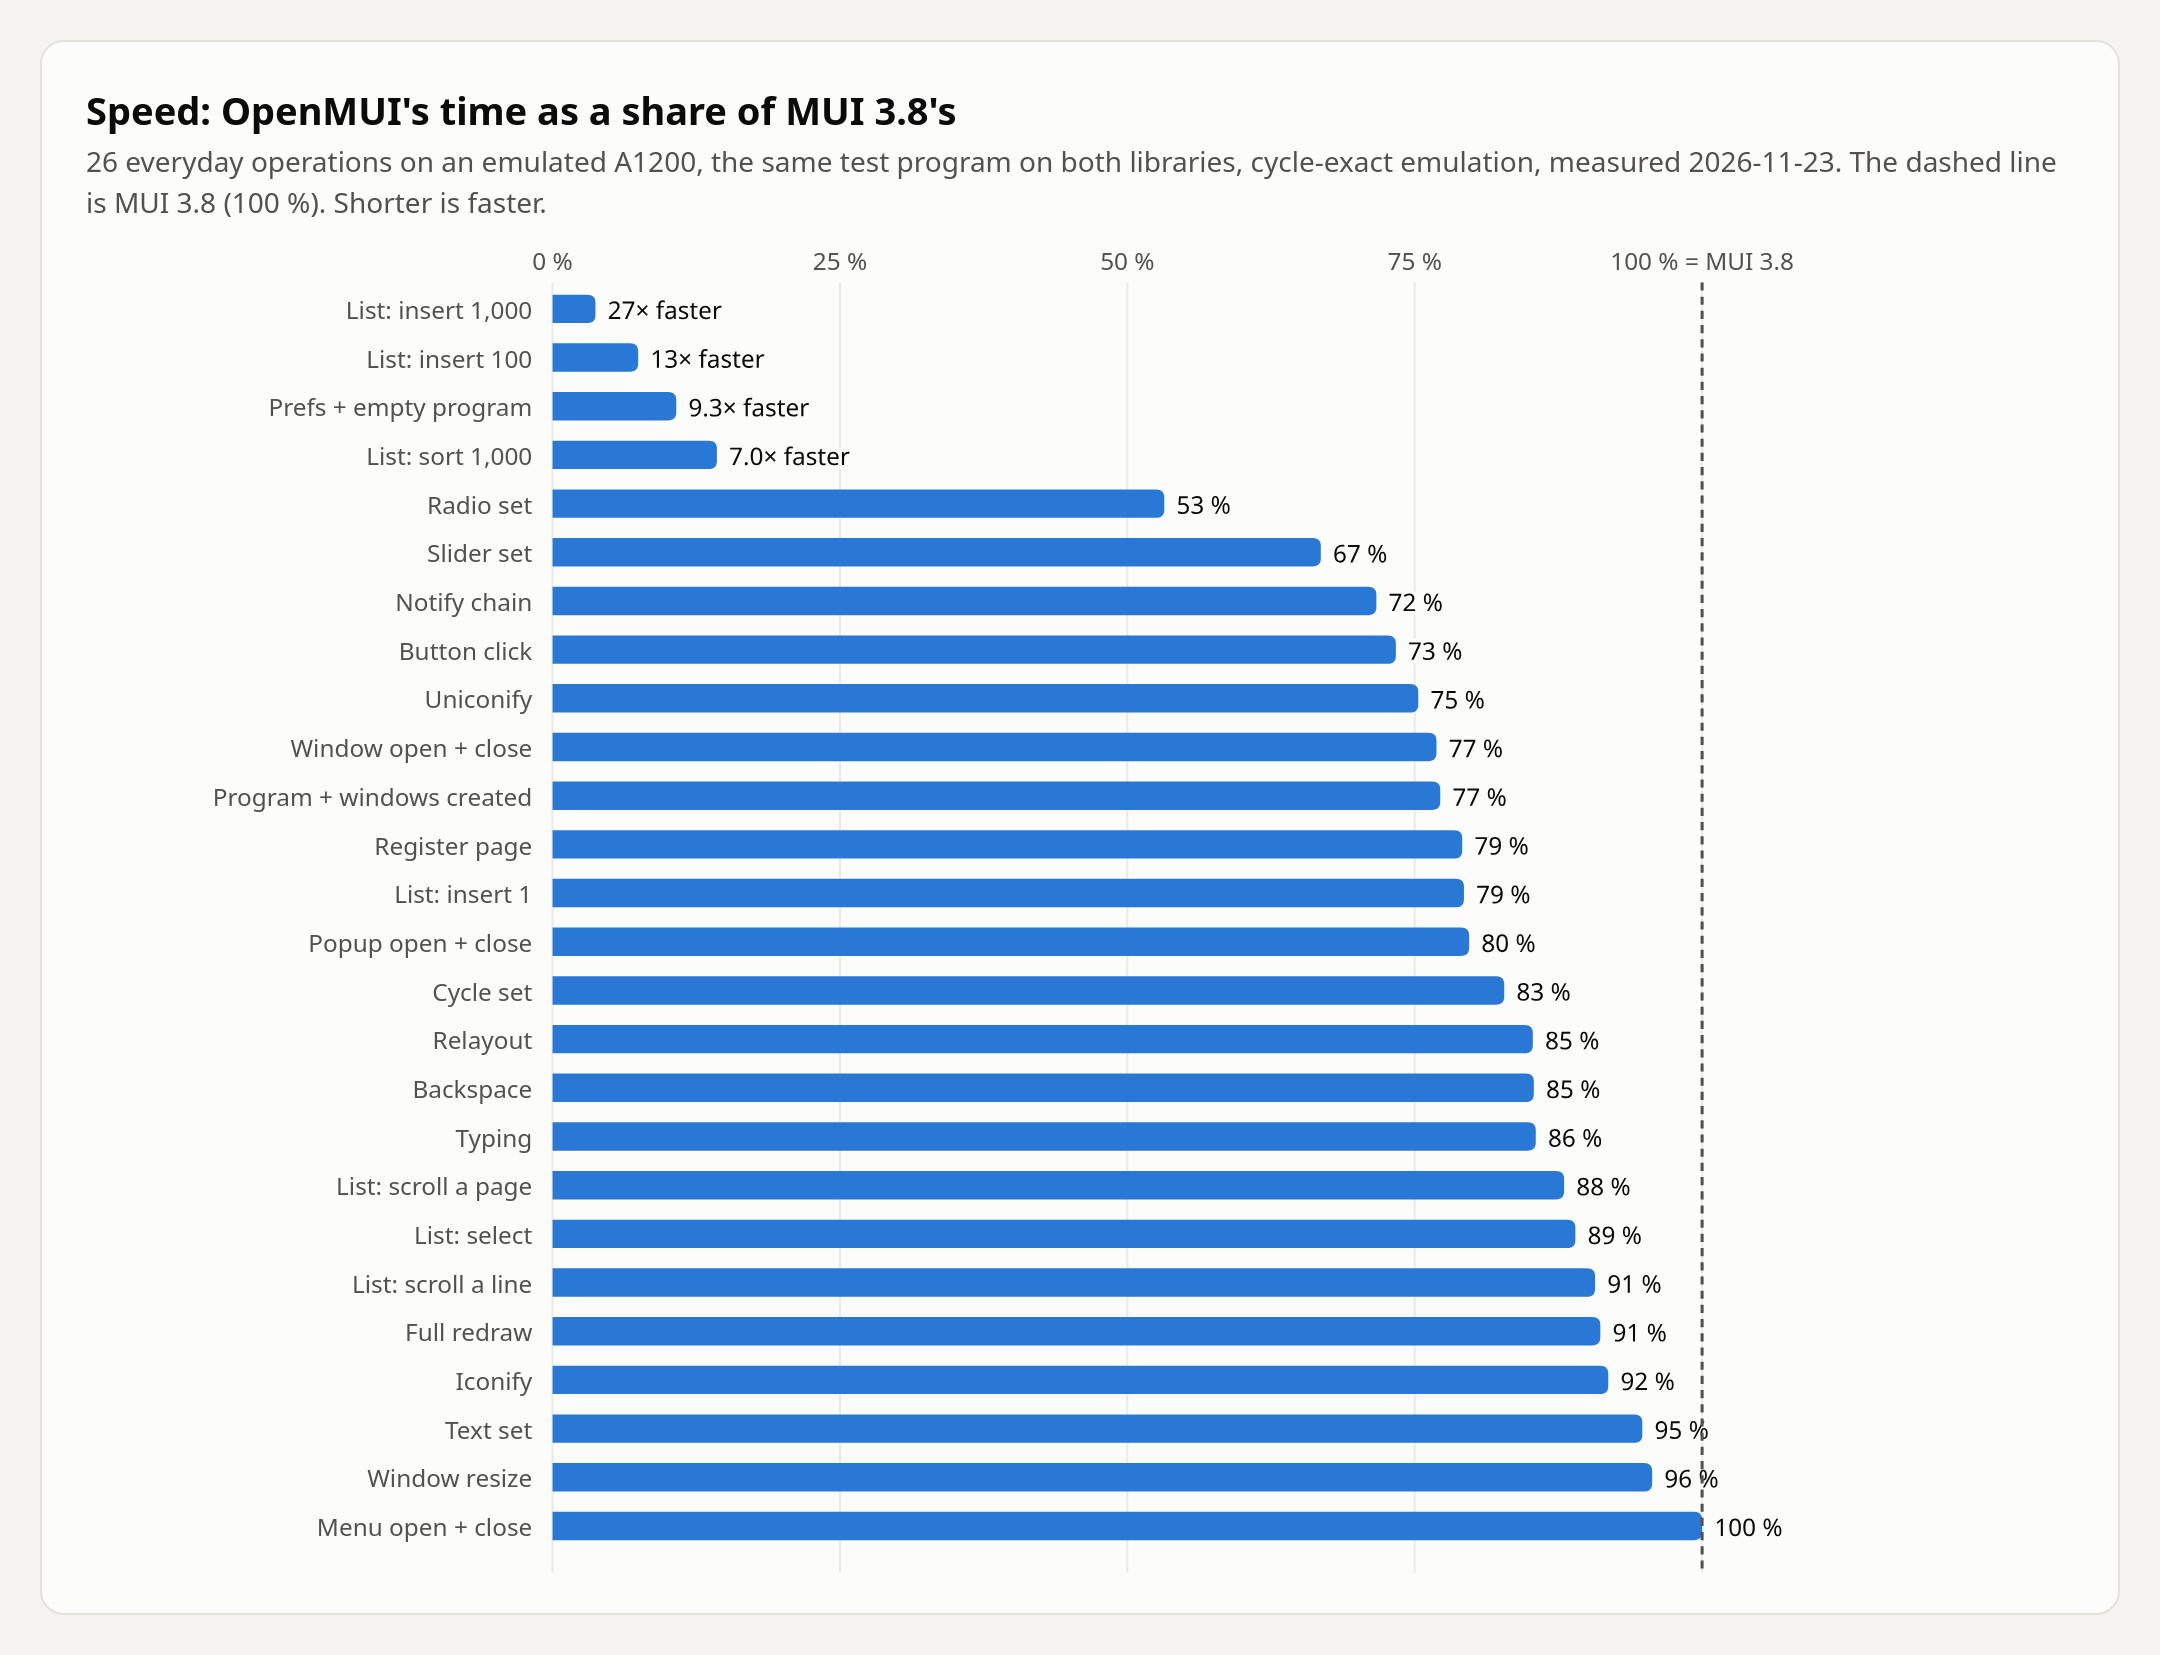 Speed: OpenMUI's time as a share of MUI 3.8's
26 everyday operations on an emulated A1200, the same test program on both libraries, cycle-exact emulation, measured 2026-11-23. The dashed line
is MUI 3.8 (100 %). Shorter is faster.
0 % 25 % 50 % 75 % 100 % = MUI 3.8
List: insert 1,000 27× faster
List: insert 100 13× faster
Prefs + empty program 9.3× faster
List: sort 1,000 7.0× faster
Radio set 53 %
Slider set 67 %
Notify chain 72 %
Button click 73 %
Uniconify 75 %
Window open + close 77 %
Program + windows created 77 %
Register page 79 %
List: insert 1 79 %
Popup open + close 80 %
Cycle set 83 %
Relayout 85 %
Backspace 85 %
Typing 86 %
List: scroll a page 88 %
List: select 89 %
List: scroll a line 91 %
Full redraw 91 %
Iconify 92 %
Text set 95 %
Window resize 96 %
Menu open + close 100 %